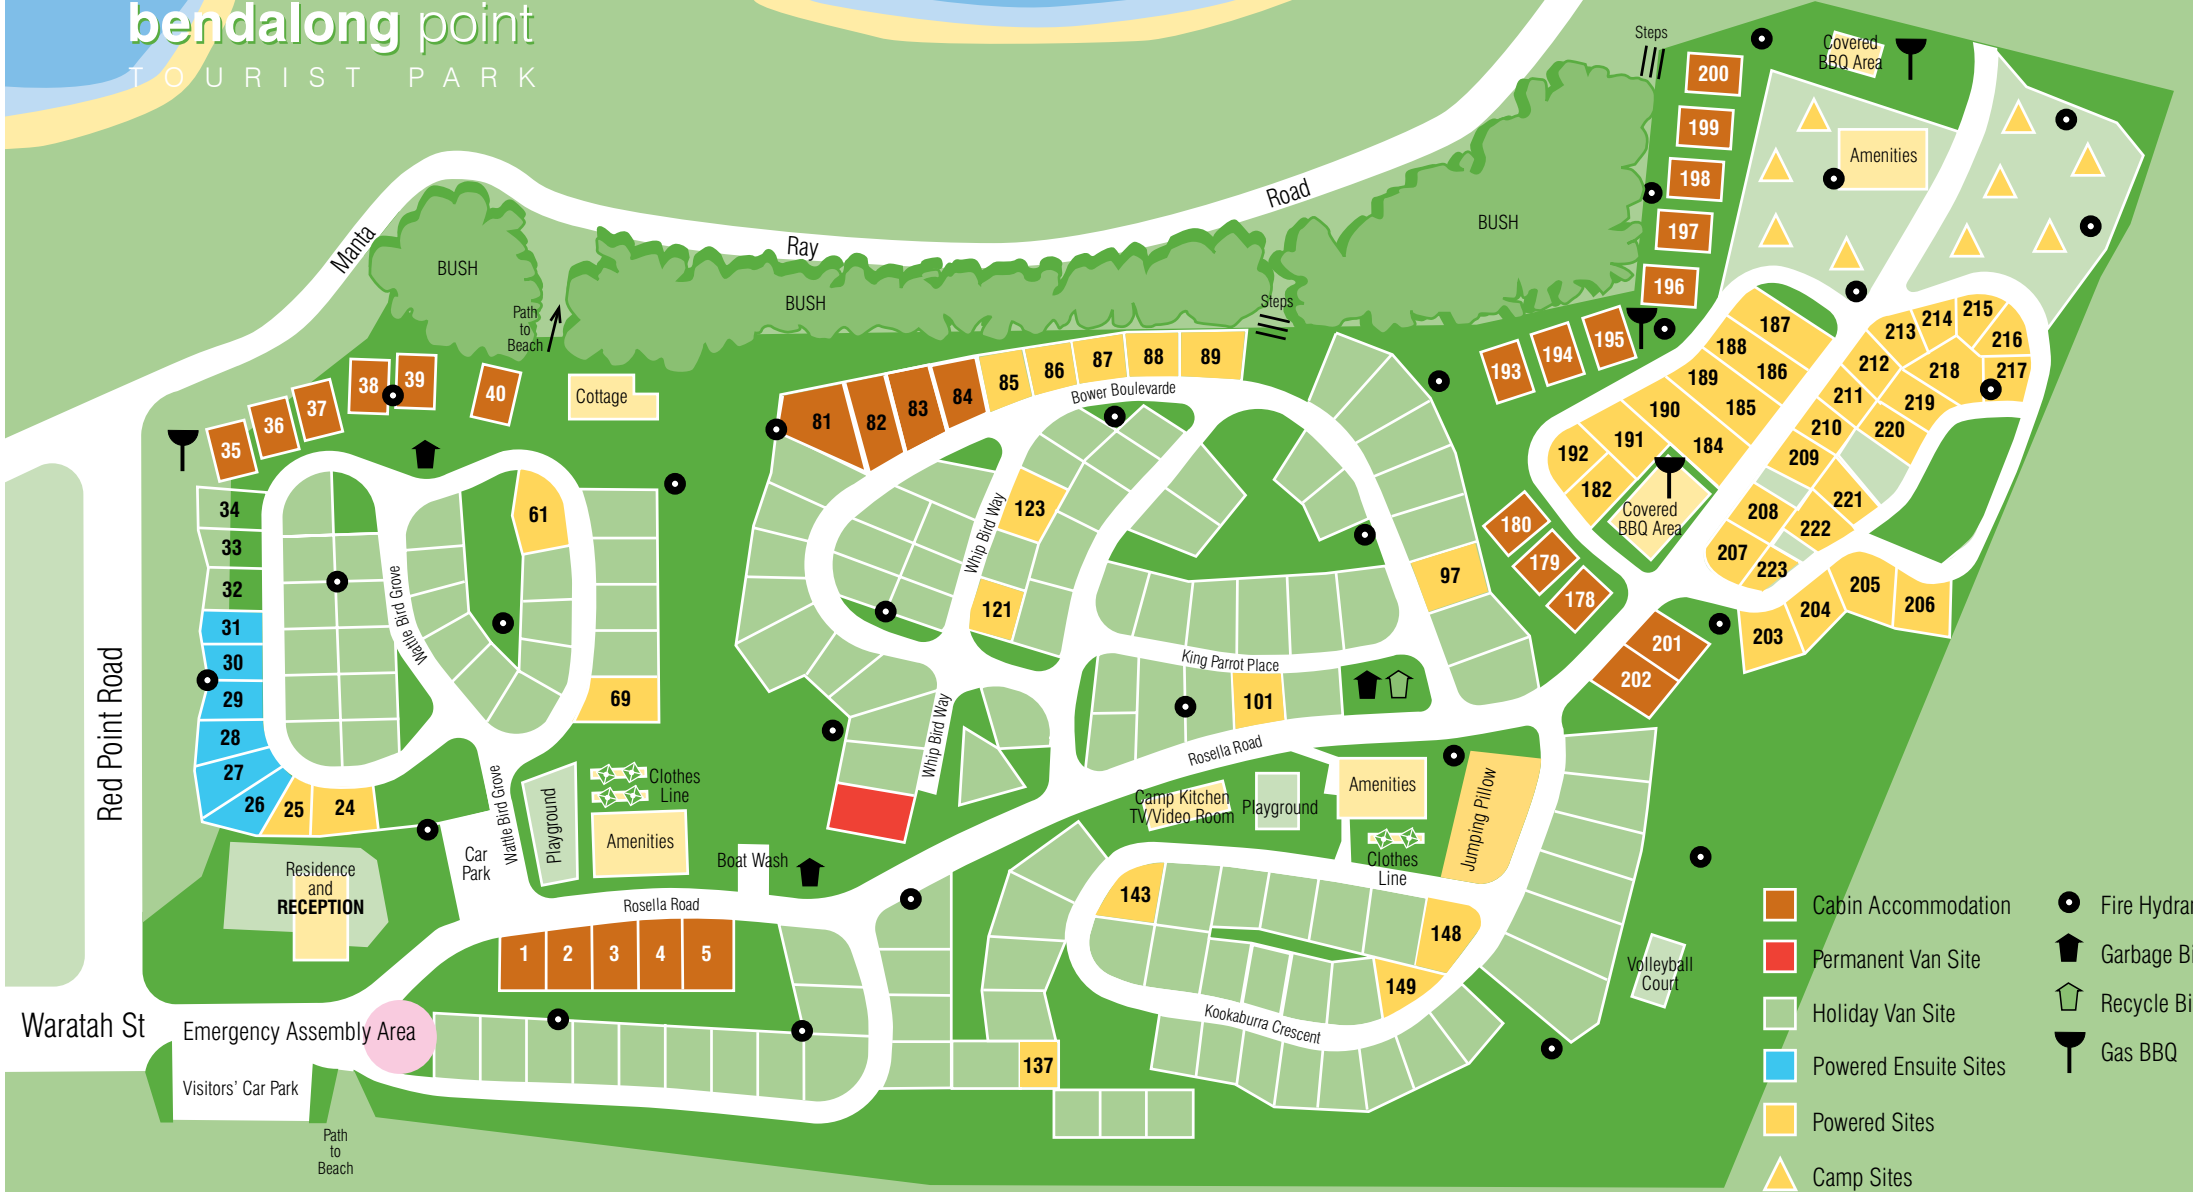 bendalong point
TOURIST PARK
Steps
Covered
BBQ Area
200
199
198
197
196
Amenities
Manta
Ray
Road
BUSH
BUSH
BUSH
Path
to
Beach
Steps
195
194
193
35
36
37
38
39
40
Cottage
81
82
83
84
85
86
87
88
89
Bower Boulevarde
187
188
186
189
185
190
184
191
192
182
Covered
BBQ Area
215
214
213
216
217
218
212
211
219
210
220
209
221
208
222
207
223
205
206
204
203
34
33
32
31
30
29
28
27
26
25
24
61
69
Wattle Bird Grove
Wattle Bird Grove
Whip Bird Way
Whip Bird Way
123
121
97
180
179
178
201
202
King Parrot Place
101
Rosella Road
Red Point Road
Playground
Clothes
Line
Amenities
Car
Park
Boat Wash
Camp Kitchen
TV/Video Room
Playground
Amenities
Clothes
Line
Jumping Pillow
Residence
and
RECEPTION
Rosella Road
1
2
3
4
5
143
148
149
Kookaburra Crescent
137
Volleyball
Court
Waratah St
Emergency Assembly Area
Visitors' Car Park
Path
to
Beach
Cabin Accommodation
Permanent Van Site
Holiday Van Site
Powered Ensuite Sites
Powered Sites
Camp Sites
Fire Hydran
Garbage Bi
Recycle Bi
Gas BBQ